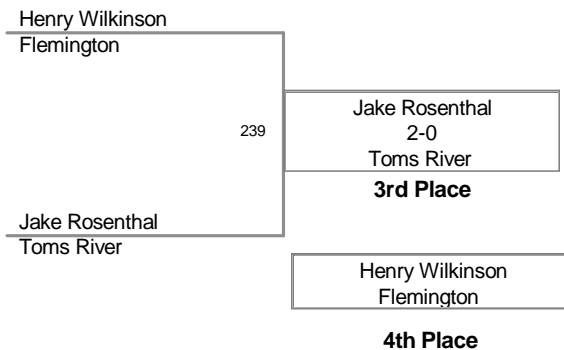 Henry Wilkinson
Flemington
239
Jake Rosenthal
2-0
Toms River
3rd Place
Jake Rosenthal
Toms River
Henry Wilkinson
Flemington
4th Place